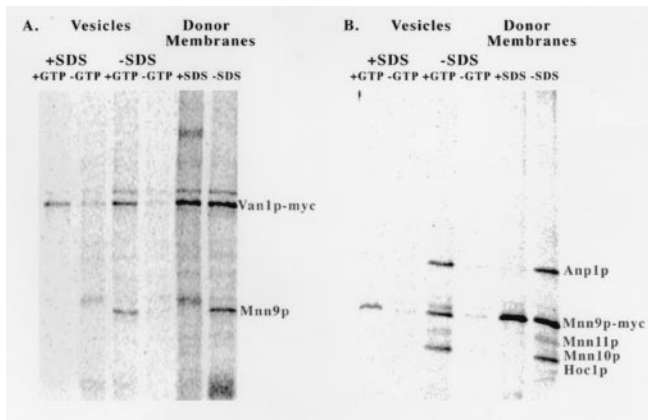 A. Vesicles Donor Membranes
+SDS -SDS
+GTP -GTP +GTP -GTP +SDS -SDS
Van1p-myc
Mnn9p
B. Vesicles Donor Membranes
+SDS -SDS
+GTP -GTP +GTP -GTP +SDS -SDS
Anp1p
Mnn9p-myc
Mnn11p
Mnn10p
Hoc1p